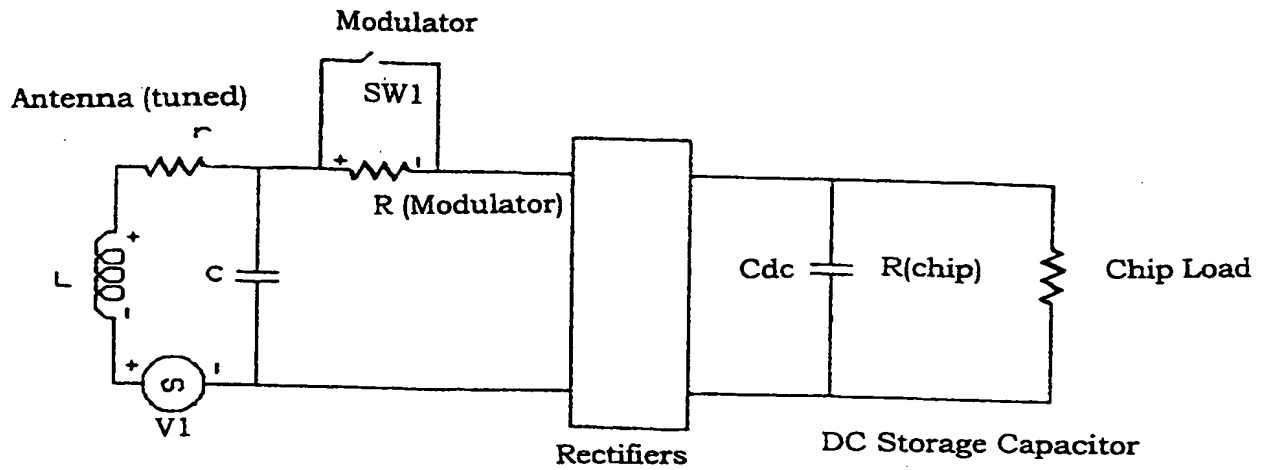 Modulator
SW1
Antenna (tuned)
r
+ -
R (Modulator)
+
L
-
C
Cdc
R(chip)
Chip Load
+ -
S
V1
Rectifiers
DC Storage Capacitor